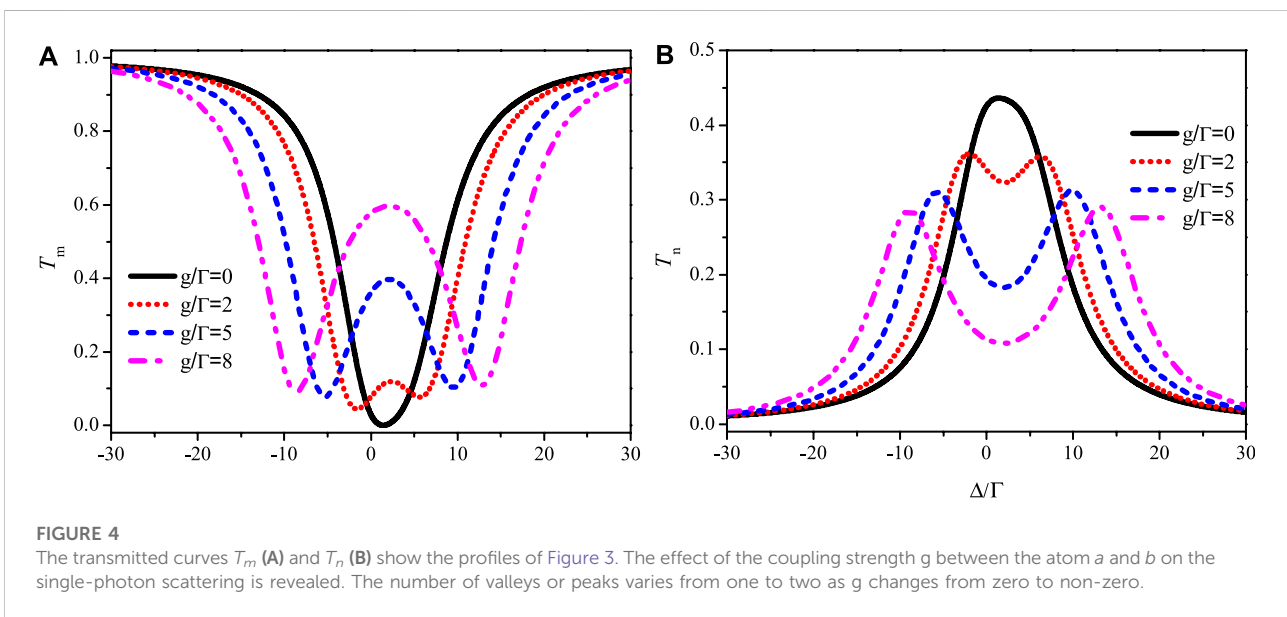 A
B
1.0
0.8
0.6
0.4
0.2
0.0
-30
-20
-10
0
10
20
30
Tm
g/Γ=0
g/Γ=2
g/Γ=5
g/Γ=8
0.5
0.4
0.3
0.2
0.1
0.0
-30
-20
-10
0
10
20
30
Tn
Δ/Γ
g/Γ=0
g/Γ=2
g/Γ=5
g/Γ=8
FIGURE 4
The transmitted curves Tm (A) and Tn (B) show the profiles of Figure 3. The effect of the coupling strength g between the atom a and b on the
single-photon scattering is revealed. The number of valleys or peaks varies from one to two as g changes from zero to non-zero.